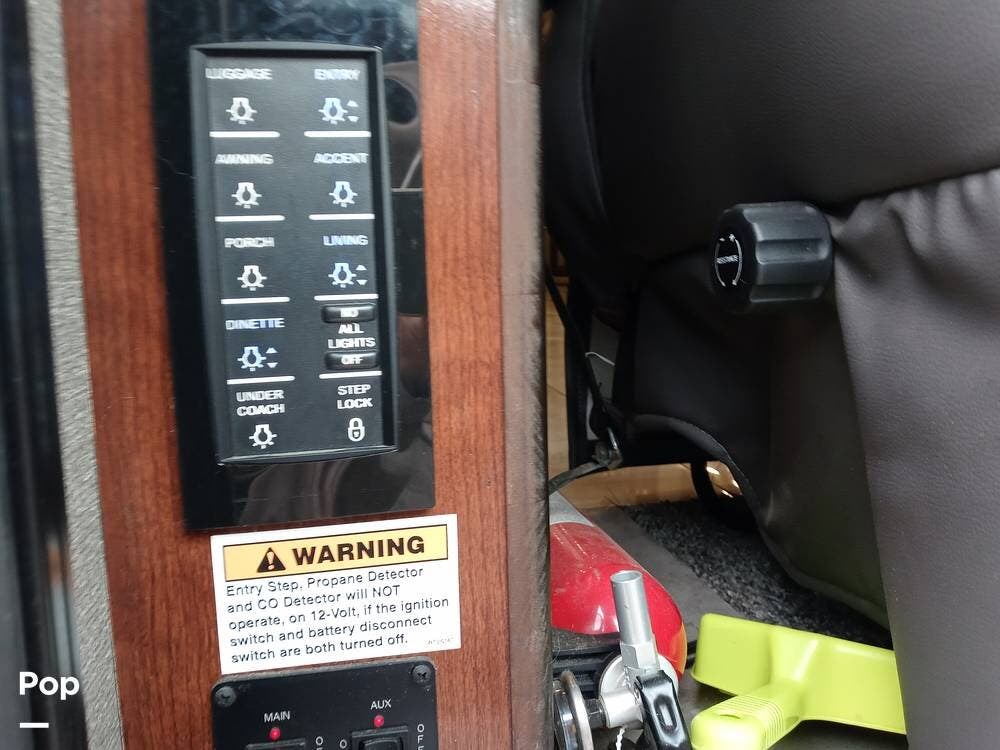 LUGGAGE ENTRY
AWNING ACCENT
PORCH LIVING
DINETTE
NO
ALL
LIGHTS
OFF
UNDER
COACH
STEP
LOCK
WARNING
Entry Step, Propane Detector
and CO Detector will NOT
operate, on 12-Volt, if the ignition
switch and battery disconnect
switch are both turned off.
MAIN AUX
Pop